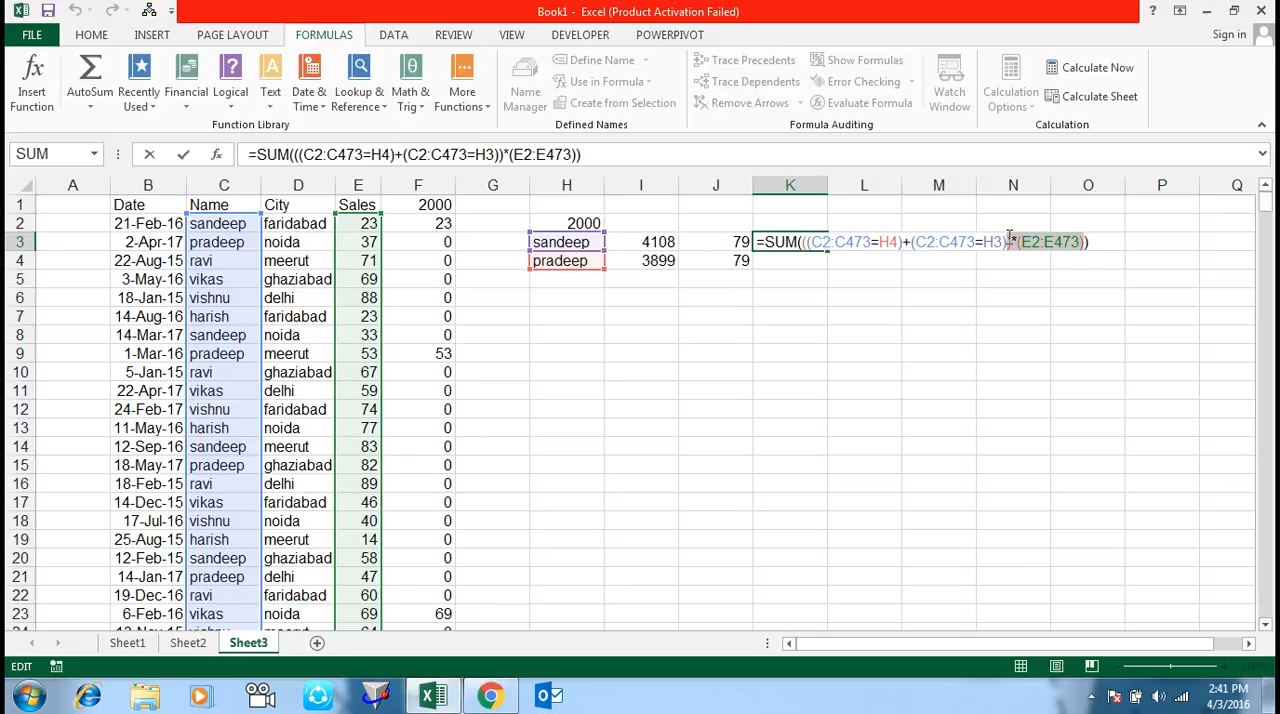 Book1 - Excel (Product Activation Failed)
FILE HOME INSERT PAGE LAYOUT FORMULAS DATA REVIEW VIEW DEVELOPER POWERPIVOT Sign in
Insert Function
AutoSum
Recently Used
Financial
Logical
Text
Date & Time
Lookup & Reference
Math & Trig
More Functions
Function Library
Name Manager
Define Name
Use in Formula
Create from Selection
Defined Names
Trace Precedents
Trace Dependents
Remove Arrows
Show Formulas
Error Checking
Evaluate Formula
Formula Auditing
Watch Window
Calculation Options
Calculate Now
Calculate Sheet
Calculation
SUM =SUM(((C2:C473=H4)+(C2:C473=H3))*(E2:E473))
A B C D E F G H I J K L M N O P Q
1 Date Name City Sales 2000
2 21-Feb-16 sandeep faridabad 23 23 2000
3 2-Apr-17 pradeep noida 37 0 sandeep 4108 79 =SUM(((C2:C473=H4)+(C2:C473=H3))*(E2:E473))
4 22-Aug-15 ravi meerut 71 0 pradeep 3899 79
5 3-May-16 vikas ghaziabad 69 0
6 18-Jan-15 vishnu delhi 88 0
7 14-Aug-16 harish faridabad 23 0
8 14-Mar-17 sandeep noida 33 0
9 1-Mar-16 pradeep meerut 53 53
10 5-Jan-15 ravi ghaziabad 67 0
11 22-Apr-17 vikas delhi 59 0
12 24-Feb-17 vishnu faridabad 74 0
13 11-May-16 harish noida 77 0
14 12-Sep-16 sandeep meerut 83 0
15 18-May-17 pradeep ghaziabad 82 0
16 18-Feb-15 ravi delhi 89 0
17 14-Dec-15 vikas faridabad 46 0
18 17-Jul-16 vishnu noida 40 0
19 25-Aug-15 harish meerut 14 0
20 12-Feb-15 sandeep ghaziabad 58 0
21 14-Jan-17 pradeep delhi 47 0
22 19-Dec-16 ravi faridabad 60 0
23 6-Feb-16 vikas noida 69 69
Sheet1 Sheet2 Sheet3
EDIT
2:41 PM
4/3/2016